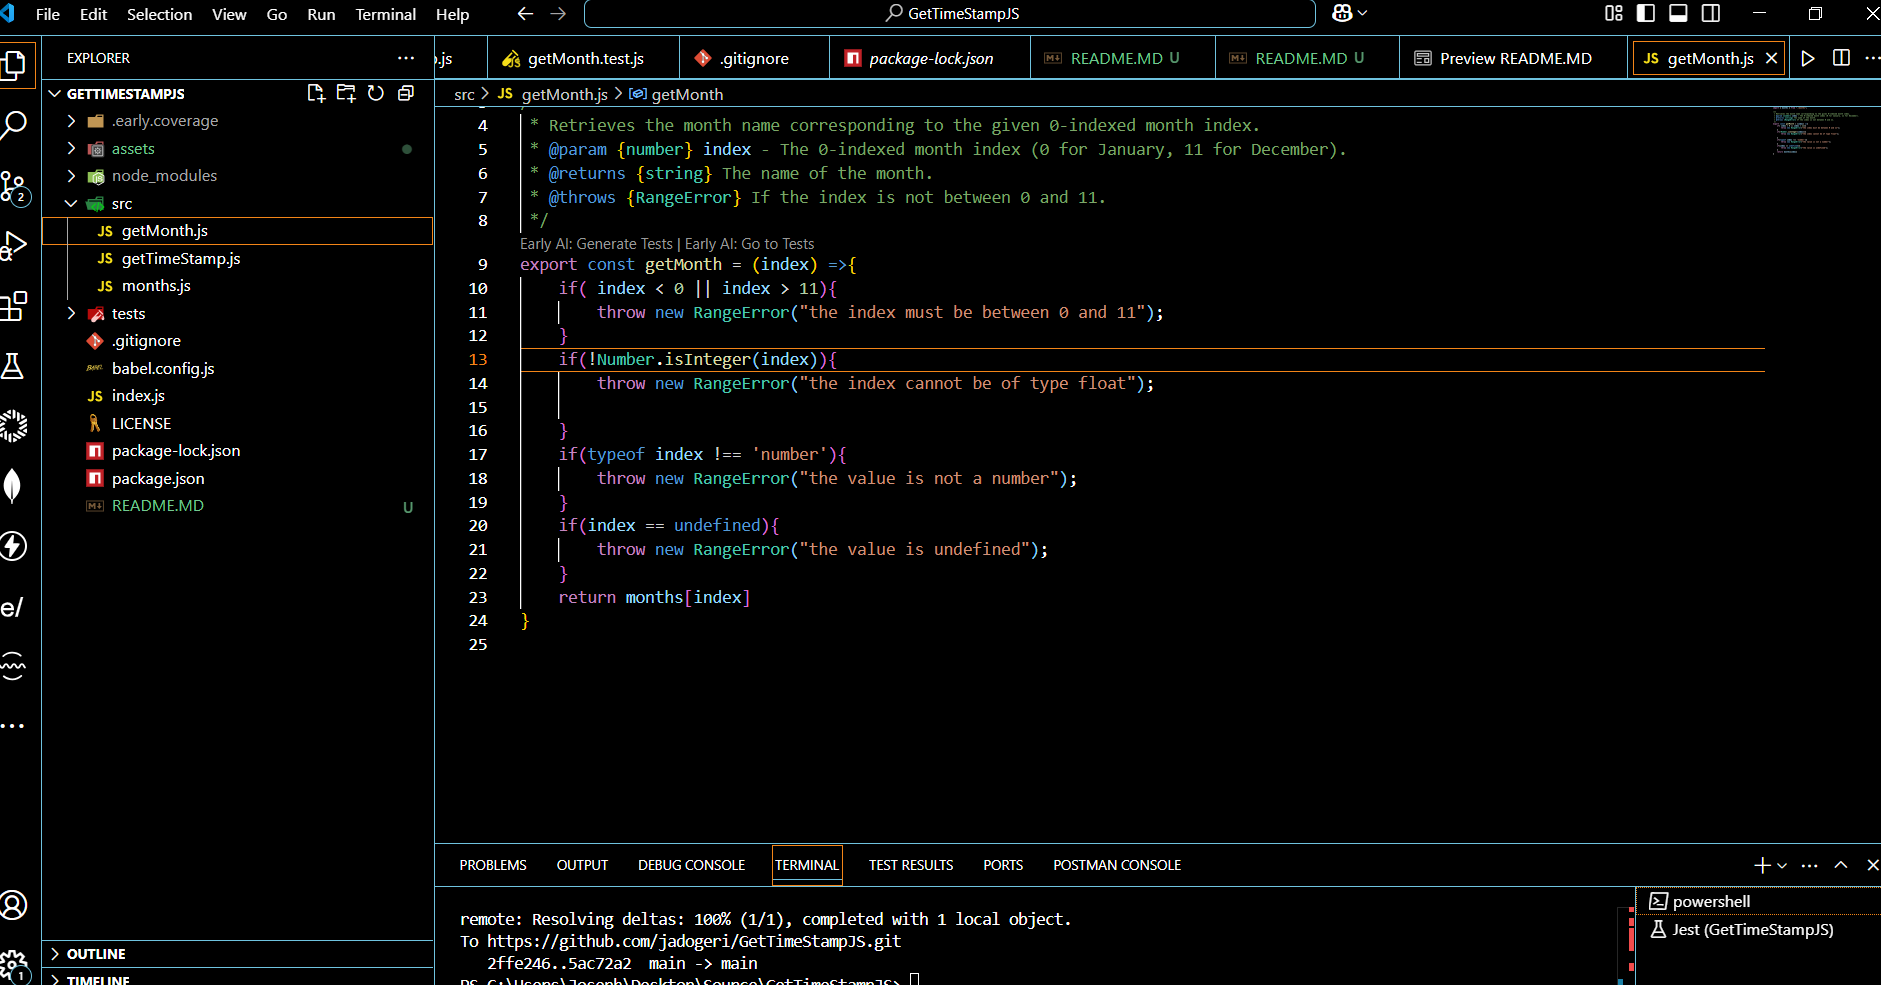 File Edit Selection View Go Run Terminal Help
GetTimeStampJS
EXPLORER
GETTIMESTAMPJS
.early.coverage
assets
node_modules
src
getMonth.js
getTimeStamp.js
months.js
tests
.gitignore
babel.config.js
index.js
LICENSE
package-lock.json
package.json
README.MD U
OUTLINE
TIMELINE
2
e/
1
.js getMonth.test.js .gitignore package-lock.json README.MD U README.MD U Preview README.MD JS getMonth.js
src > JS getMonth.js > getMonth
4 * Retrieves the month name corresponding to the given 0-indexed month index.
5 * @param {number} index - The 0-indexed month index (0 for January, 11 for December).
6 * @returns {string} The name of the month.
7 * @throws {RangeError} If the index is not between 0 and 11.
8 */
Early AI: Generate Tests | Early AI: Go to Tests
9 export const getMonth = (index) =>{
10 if( index < 0 || index > 11){
11 throw new RangeError("the index must be between 0 and 11");
12 }
13 if(!Number.isInteger(index)){
14 throw new RangeError("the index cannot be of type float");
15
16 }
17 if(typeof index !== 'number'){
18 throw new RangeError("the value is not a number");
19 }
20 if(index == undefined){
21 throw new RangeError("the value is undefined");
22 }
23 return months[index]
24 }
25
PROBLEMS OUTPUT DEBUG CONSOLE TERMINAL TEST RESULTS PORTS POSTMAN CONSOLE
remote: Resolving deltas: 100% (1/1), completed with 1 local object.
To https://github.com/jadogeri/GetTimeStampJS.git
2ffe246..5ac72a2 main -> main
PS C:\Users\Joseph\Desktop\Source\GetTimeStampJS>
powershell
Jest (GetTimeStampJS)